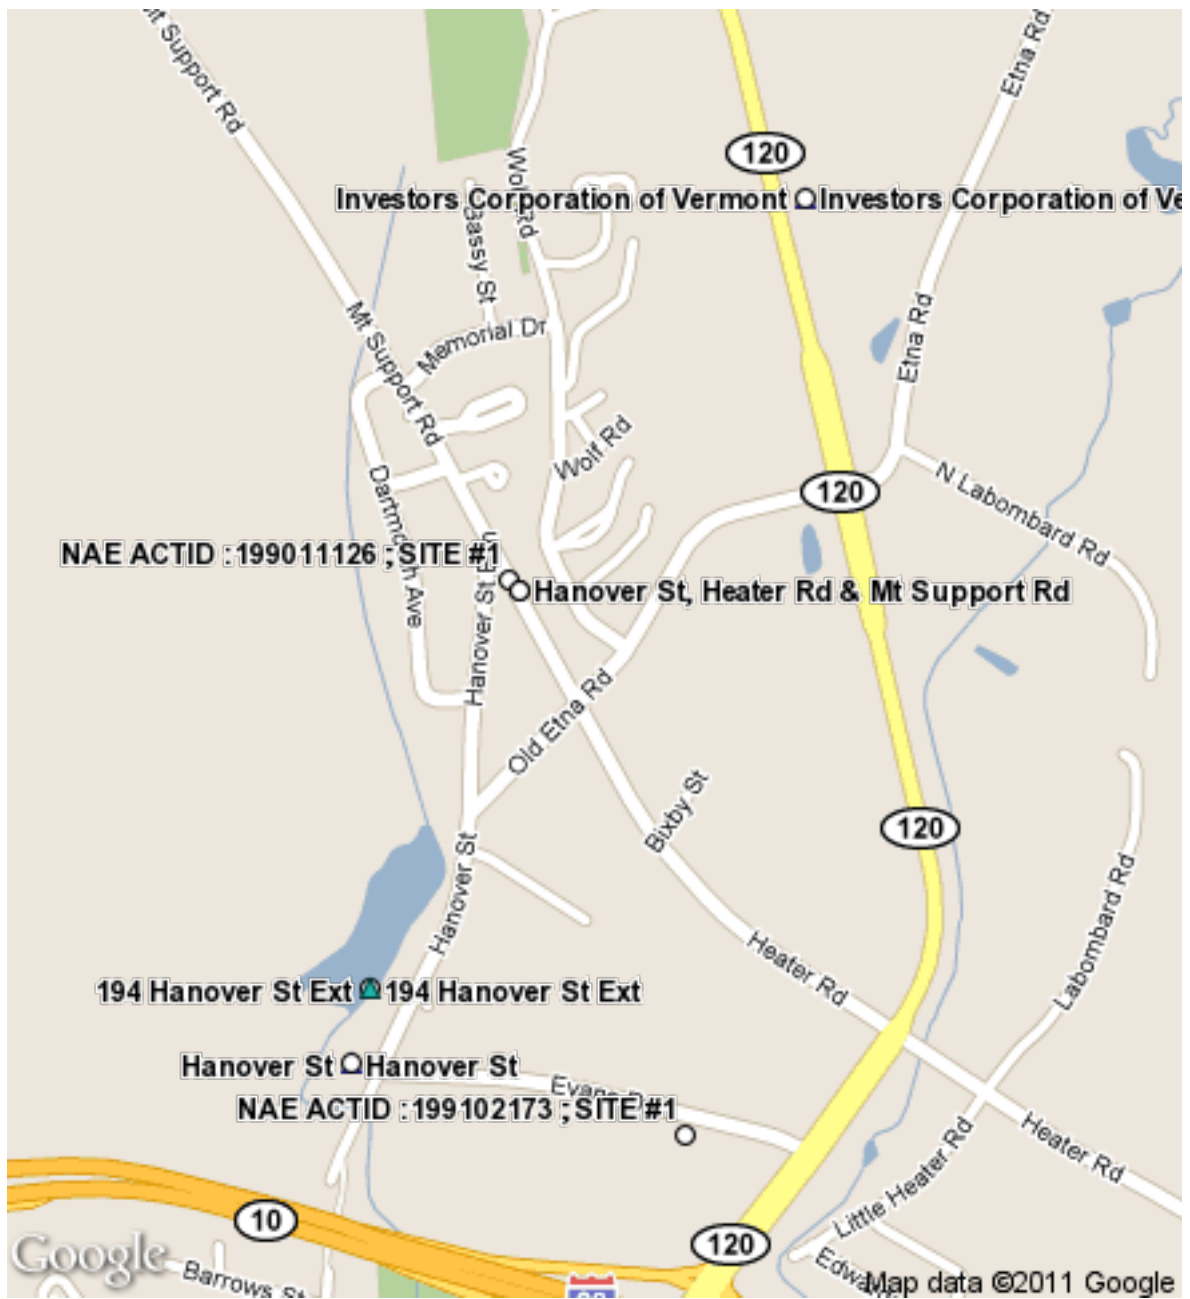 Mt Support Rd
Etna Rd
120
Wolf Rd
Investors Corporation of Vermont
Investors Corporation of Ve
Bassy St
Mt Support Rd
Memorial Dr
Etna Rd
Wolf Rd
120
N Labombard Rd
Dartmouth Ave
NAE ACTID : 199011126 ; SITE #1
Hanover St, Heater Rd & Mt Support Rd
Hanover St Ext
Old Etna Rd
Bixby St
120
Hanover St
Labombard Rd
Heater Rd
194 Hanover St Ext
194 Hanover St Ext
Hanover St
Hanover St
NAE ACTID : 199102173 ; SITE #1
Heater Rd
Little Heater Rd
10
120
Google
Barrows St
Map data ©2011 Google